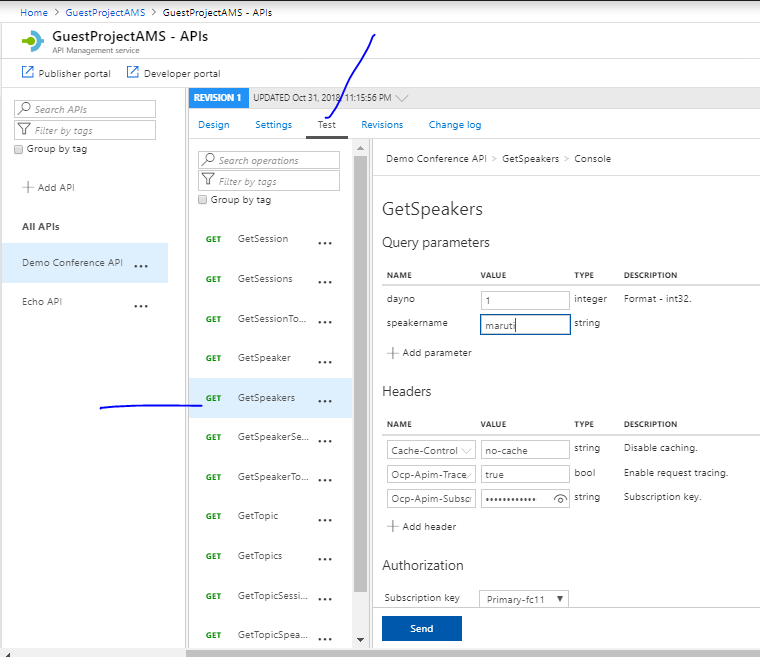 Home > GuestProjectAMS > GuestProjectAMS - APIs
GuestProjectAMS - APIs
API Management service
Publisher portal Developer portal
Search APIs
Filter by tags
Group by tag
Add API
All APIs
Demo Conference API ...
Echo API ...
REVISION 1 UPDATED Oct 31, 2018, 11:15:56 PM
Design Settings Test Revisions Change log
Search operations
Filter by tags
Group by tag
GET GetSession ...
GET GetSessions ...
GET GetSessionTo... ...
GET GetSpeaker ...
GET GetSpeakers ...
GET GetSpeakerSe... ...
GET GetSpeakerTo... ...
GET GetTopic ...
GET GetTopics ...
GET GetTopicSessi... ...
GET GetTopicSpea... ...
Demo Conference API > GetSpeakers > Console
GetSpeakers
Query parameters
NAME VALUE TYPE DESCRIPTION
dayno 1 integer Format - int32.
speakername maruti string
Add parameter
Headers
NAME VALUE TYPE DESCRIPTION
Cache-Control no-cache string Disable caching.
Ocp-Apim-Trace true bool Enable request tracing.
Ocp-Apim-Subsc •••••••••••• string Subscription key.
Add header
Authorization
Subscription key Primary-fc11
Send